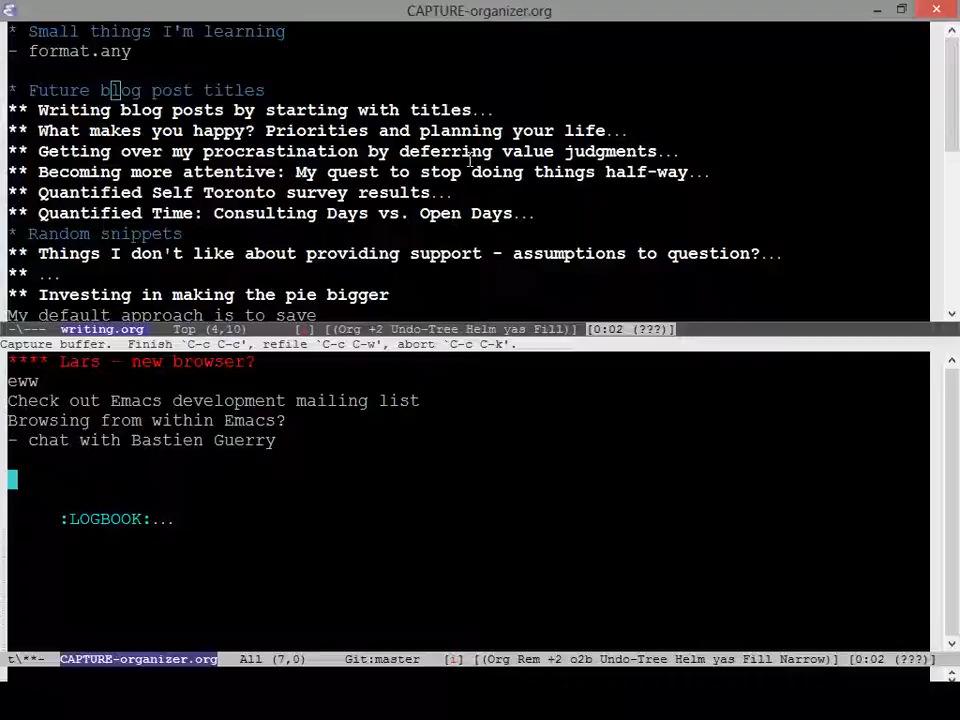 CAPTURE-organizer.org
* Small things I'm learning
- format.any
* Future blog post titles
** Writing blog posts by starting with titles...
** What makes you happy? Priorities and planning your life...
** Getting over my procrastination by deferring value judgments...
** Becoming more attentive: My quest to stop doing things half-way...
** Quantified Self Toronto survey results...
** Quantified Time: Consulting Days vs. Open Days...
* Random snippets
** Things I don't like about providing support - assumptions to question?...
** ...
** Investing in making the pie bigger
My default approach is to save
-\--- writing.org Top (4,10) [i] [(Org +2 Undo-Tree Helm yas Fill)] [0:02 (???)]
Capture buffer. Finish `C-c C-c', refile `C-c C-w', abort `C-c C-k'.
**** Lars – new browser?
eww
Check out Emacs development mailing list
Browsing from within Emacs?
- chat with Bastien Guerry
:LOGBOOK:...
t\**- CAPTURE-organizer.org All (7,0) Git:master [i] [(Org Rem +2 o2b Undo-Tree Helm yas Fill Narrow)] [0:02 (???)]